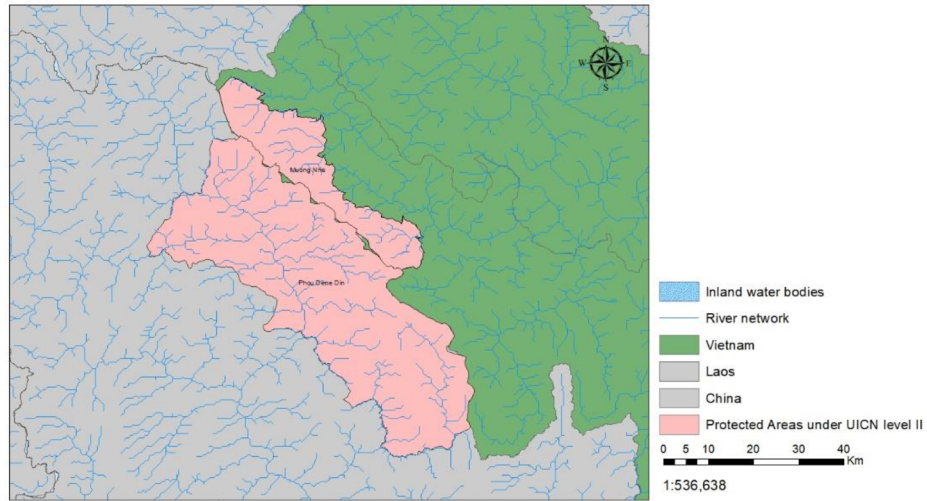 N
W E
S
Muong Nhe
Phou Dene Din
Inland water bodies
River network
Vietnam
Laos
China
Protected Areas under UICN level II
0 5 10 20 30 40
Km
1:536,638